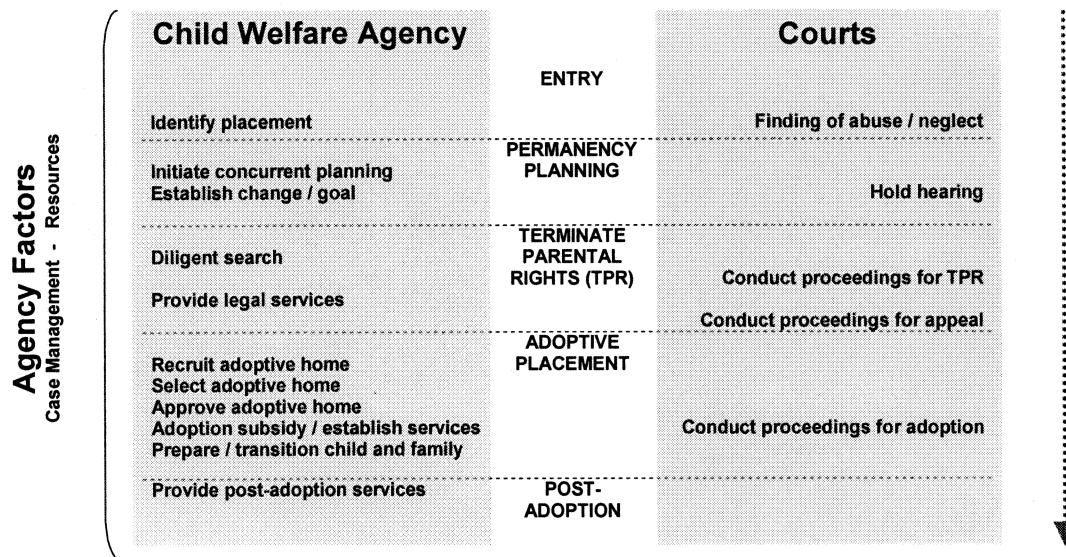 Child Welfare Agency
Courts
ENTRY
Identify placement
Finding of abuse / neglect
PERMANENCY
PLANNING
Initiate concurrent planning
Establish change / goal
Hold hearing
TERMINATE
PARENTAL
RIGHTS (TPR)
Diligent search
Conduct proceedings for TPR
Provide legal services
Conduct proceedings for appeal
ADOPTIVE
PLACEMENT
Recruit adoptive home
Select adoptive home
Approve adoptive home
Adoption subsidy / establish services
Conduct proceedings for adoption
Prepare / transition child and family
Provide post-adoption services
POST-
ADOPTION
Agency Factors
Case Management - Resources